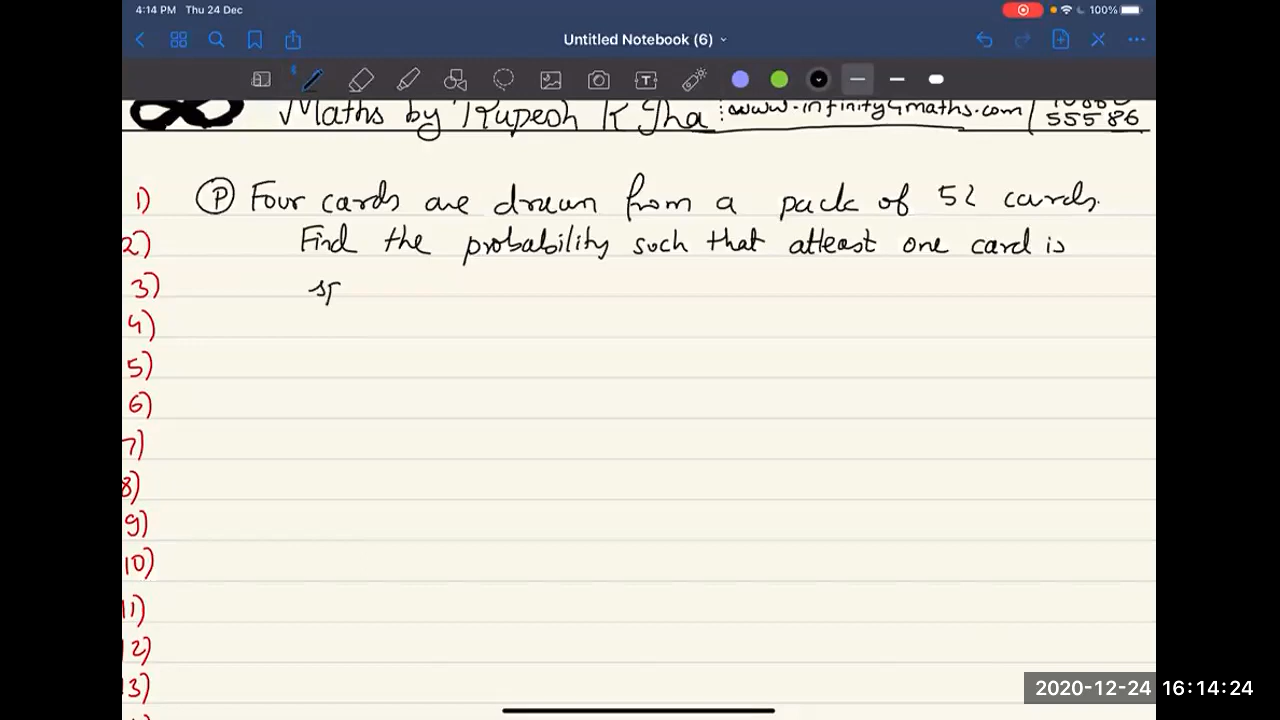 4:14 PM Thu 24 Dec
100%
Untitled Notebook (6)
Maths by Rupesh K Jha
www.infinity4maths.com
55586
1) (P) Four cards are drawn from a pack of 52 cards.
2) Find the probability such that atleast one card is
3) sp
4)
5)
6)
7)
8)
9)
10)
11)
12)
13)
2020-12-24 16:14:24